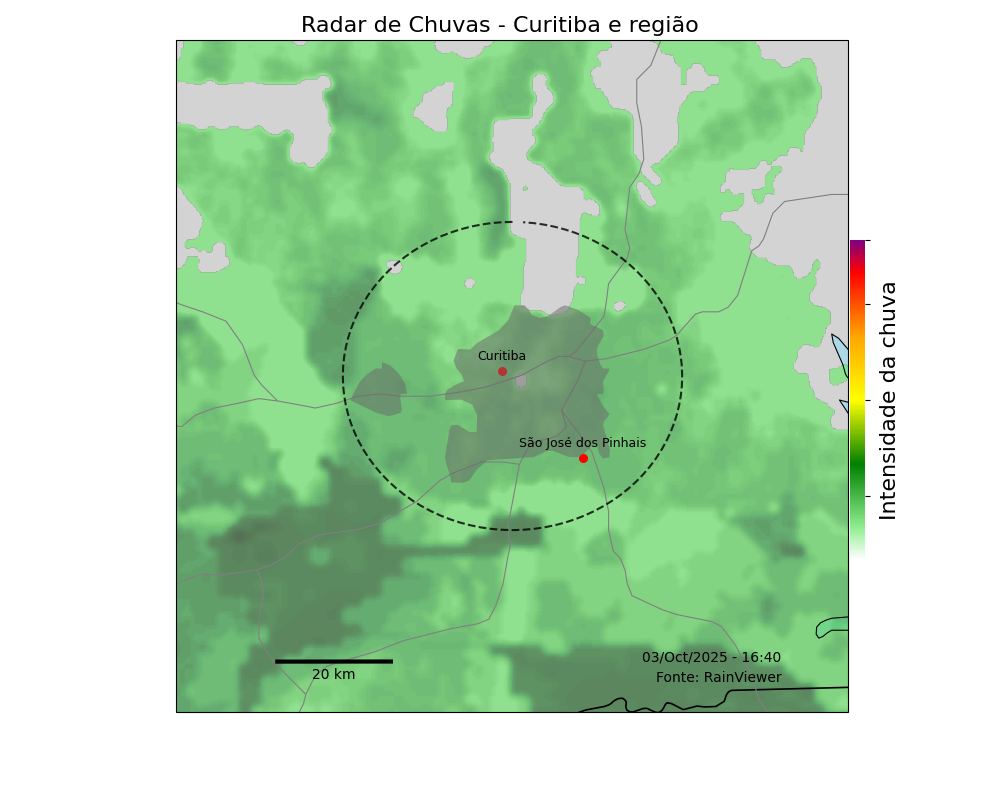 Radar de Chuvas - Curitiba e região
Curitiba
São José dos Pinhais
Intensidade da chuva
03/Oct/2025 - 16:40
Fonte: RainViewer
20 km